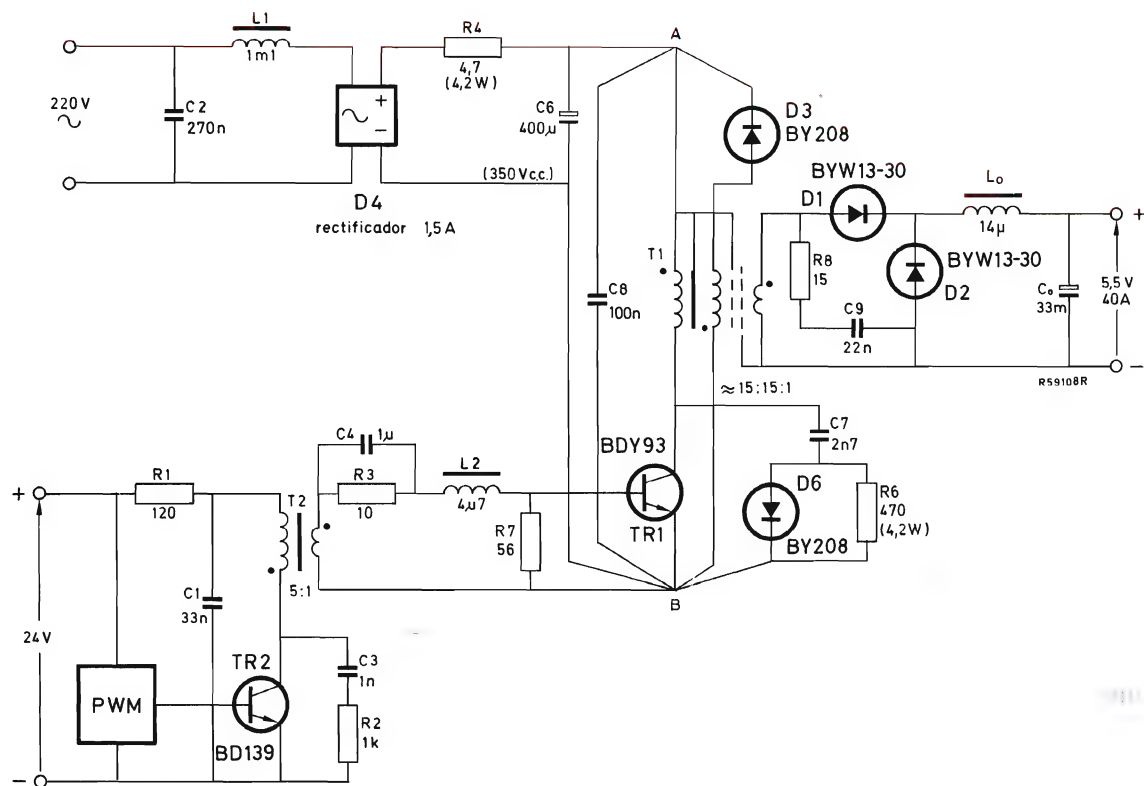 L1
1m1
R4
4,7
(4,2W)
A
220V
C2
270n
+
−
C6
400µ
D3
BY208
(350Vc.c.)
D4
rectificador 1,5A
BYW13-30
D1
Lo
14µ
+
T1
R8
15
BYW13-30
D2
5,5V
40A
Co
33m
C8
100n
C9
22n
−
R59108R
≈15:15:1
C4
1µ
R3
10
L2
4µ7
BDY93
C7
2n7
+
R1
120
T2
R7
56
TR1
D6
BY208
R6
470
(4,2W)
5:1
B
C1
33n
24V
TR2
C3
1n
PWM
BD139
R2
1k
−